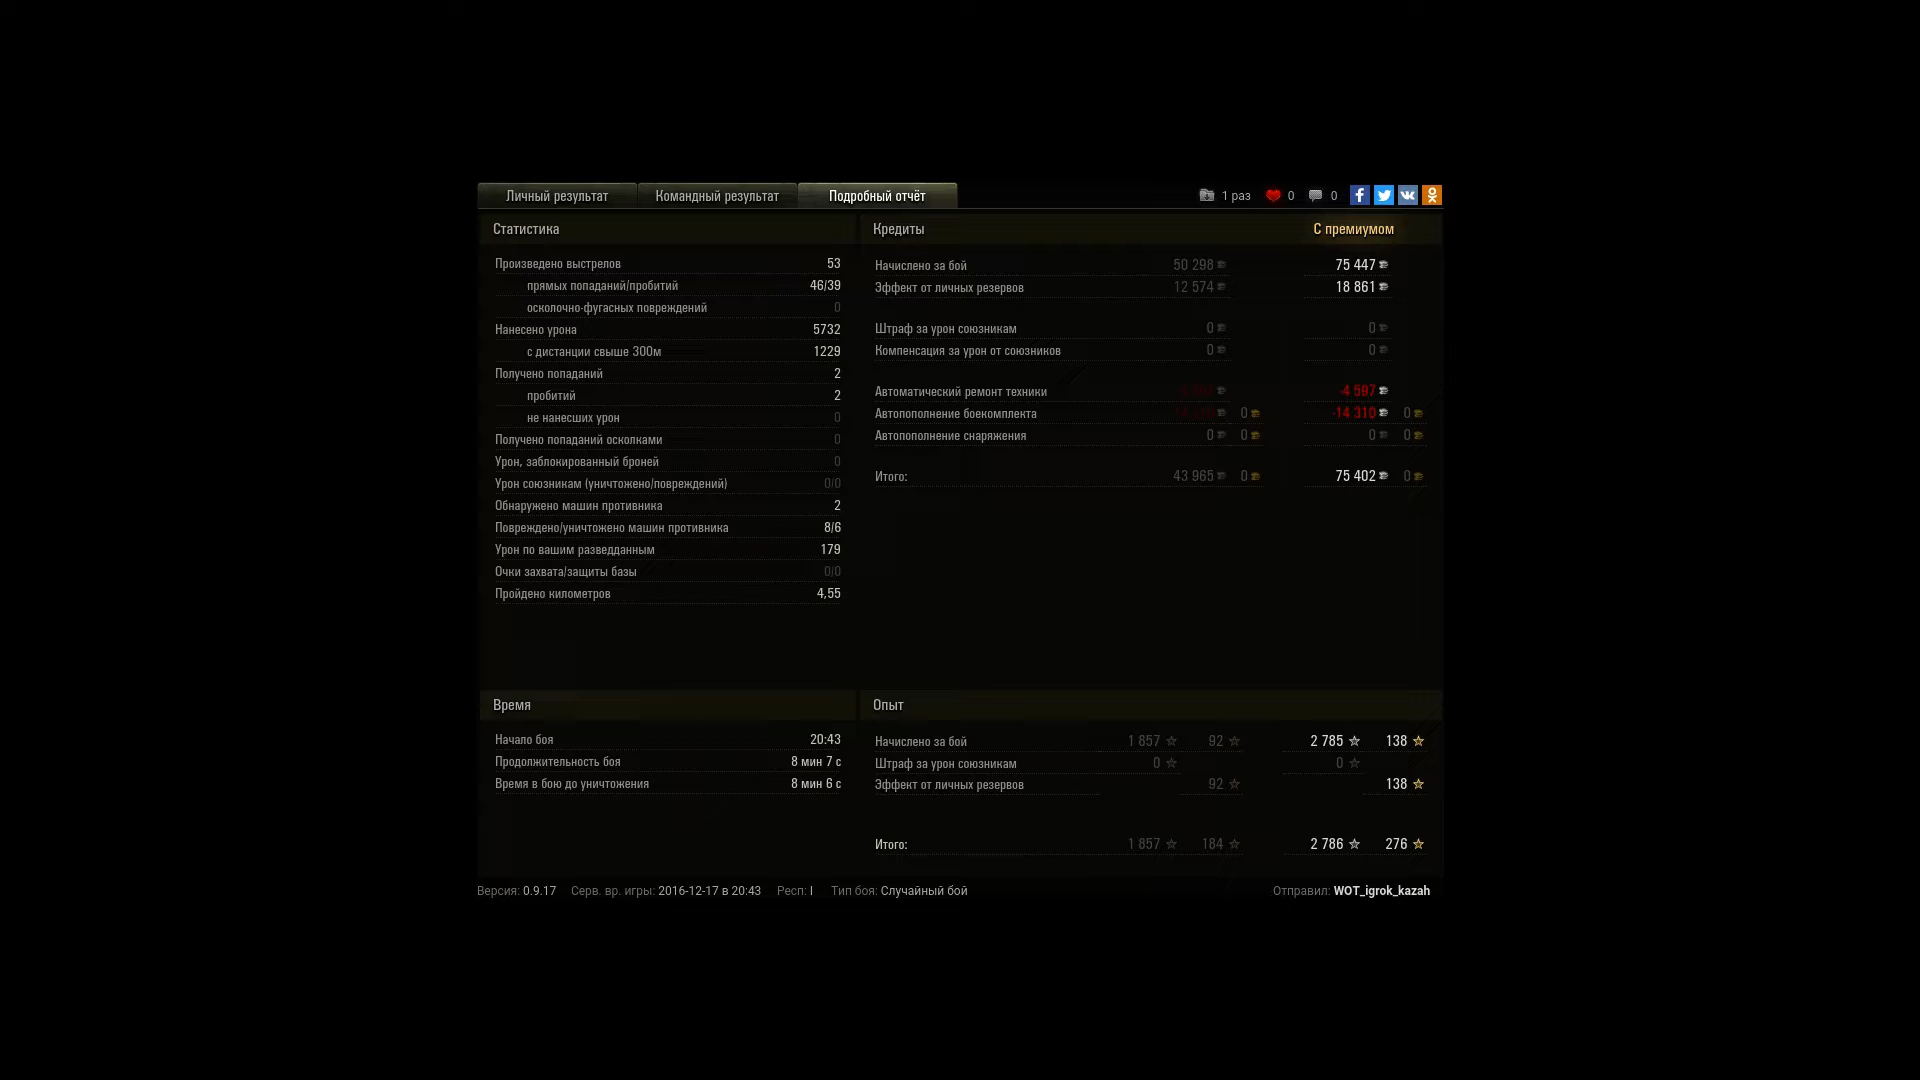 Личный результат Командный результат Подробный отчёт 1 раз 0 0
Статистика
Произведено выстрелов 53
прямых попаданий/пробитий 46/39
осколочно-фугасных повреждений 0
Нанесено урона 5732
с дистанции свыше 300м 1229
Получено попаданий 2
пробитий 2
не нанесших урон 0
Получено попаданий осколками 0
Урон, заблокированный броней 0
Урон союзникам (уничтожено/повреждений) 0/0
Обнаружено машин противника 2
Повреждено/уничтожено машин противника 8/6
Урон по вашим разведданным 179
Очки захвата/защиты базы 0/0
Пройдено километров 4,55
Кредиты С премиумом
Начислено за бой 50 298 75 447
Эффект от личных резервов 12 574 18 861
Штраф за урон союзникам 0 0
Компенсация за урон от союзников 0 0
Автоматический ремонт техники -4 597
Автопополнение боекомплекта 0 -14 310 0
Автопополнение снаряжения 0 0 0 0
Итого: 43 965 0 75 402 0
Время
Начало боя 20:43
Продолжительность боя 8 мин 7 с
Время в бою до уничтожения 8 мин 6 с
Опыт
Начислено за бой 1 857 92 2 785 138
Штраф за урон союзникам 0 0
Эффект от личных резервов 92 138
Итого: 1 857 184 2 786 276
Версия: 0.9.17 Серв. вр. игры: 2016-12-17 в 20:43 Респ: I Тип боя: Случайный бой Отправил: WOT_igrok_kazah